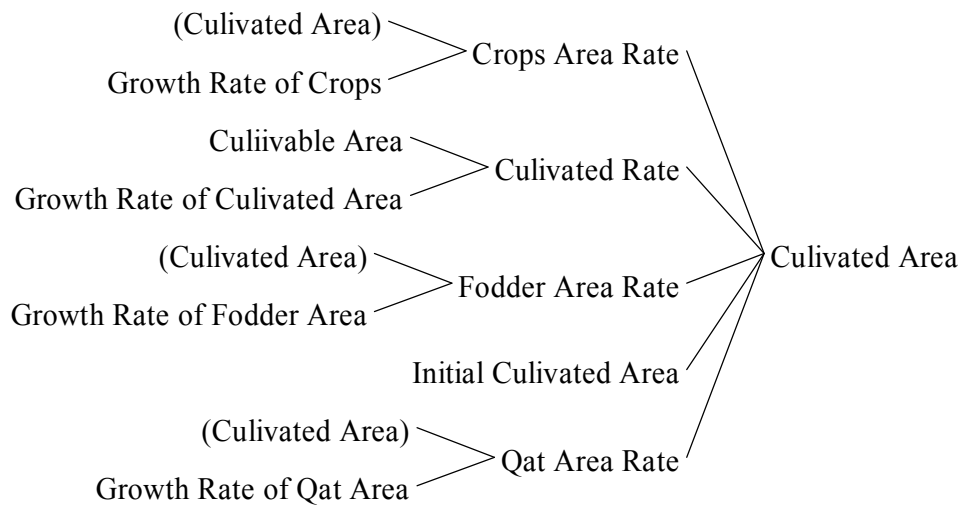 (Culivated Area)
Crops Area Rate
Growth Rate of Crops
Culiivable Area
Culivated Rate
Growth Rate of Culivated Area
(Culivated Area)
Culivated Area
Fodder Area Rate
Growth Rate of Fodder Area
Initial Culivated Area
(Culivated Area)
Qat Area Rate
Growth Rate of Qat Area